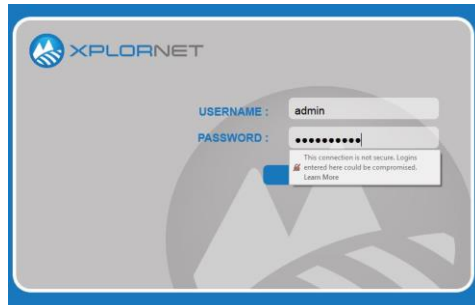 XPLORNET
USERNAME : admin
PASSWORD : ••••••••••
This connection is not secure. Logins
entered here could be compromised.
Learn More